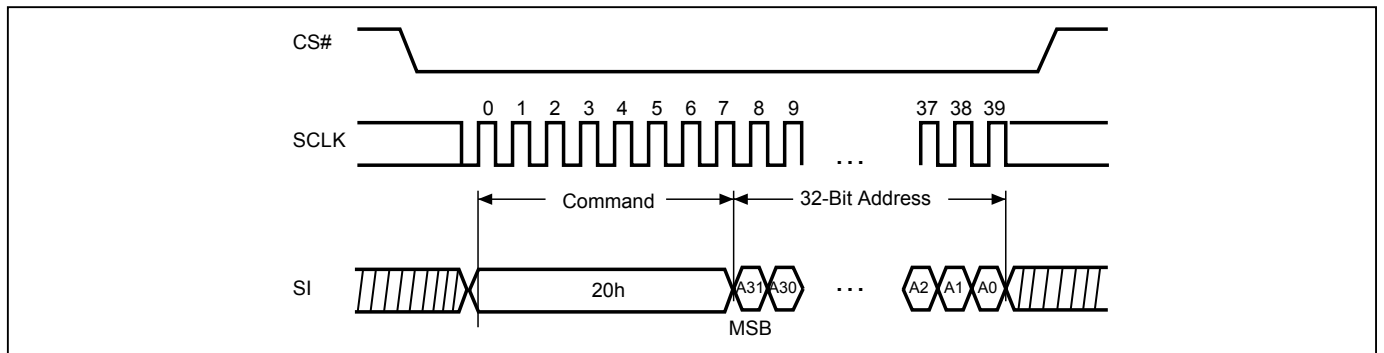 CS#
0 1 2 3 4 5 6 7 8 9 37 38 39
SCLK
...
Command 32-Bit Address
SI 20h A31 A30 ... A2 A1 A0
MSB